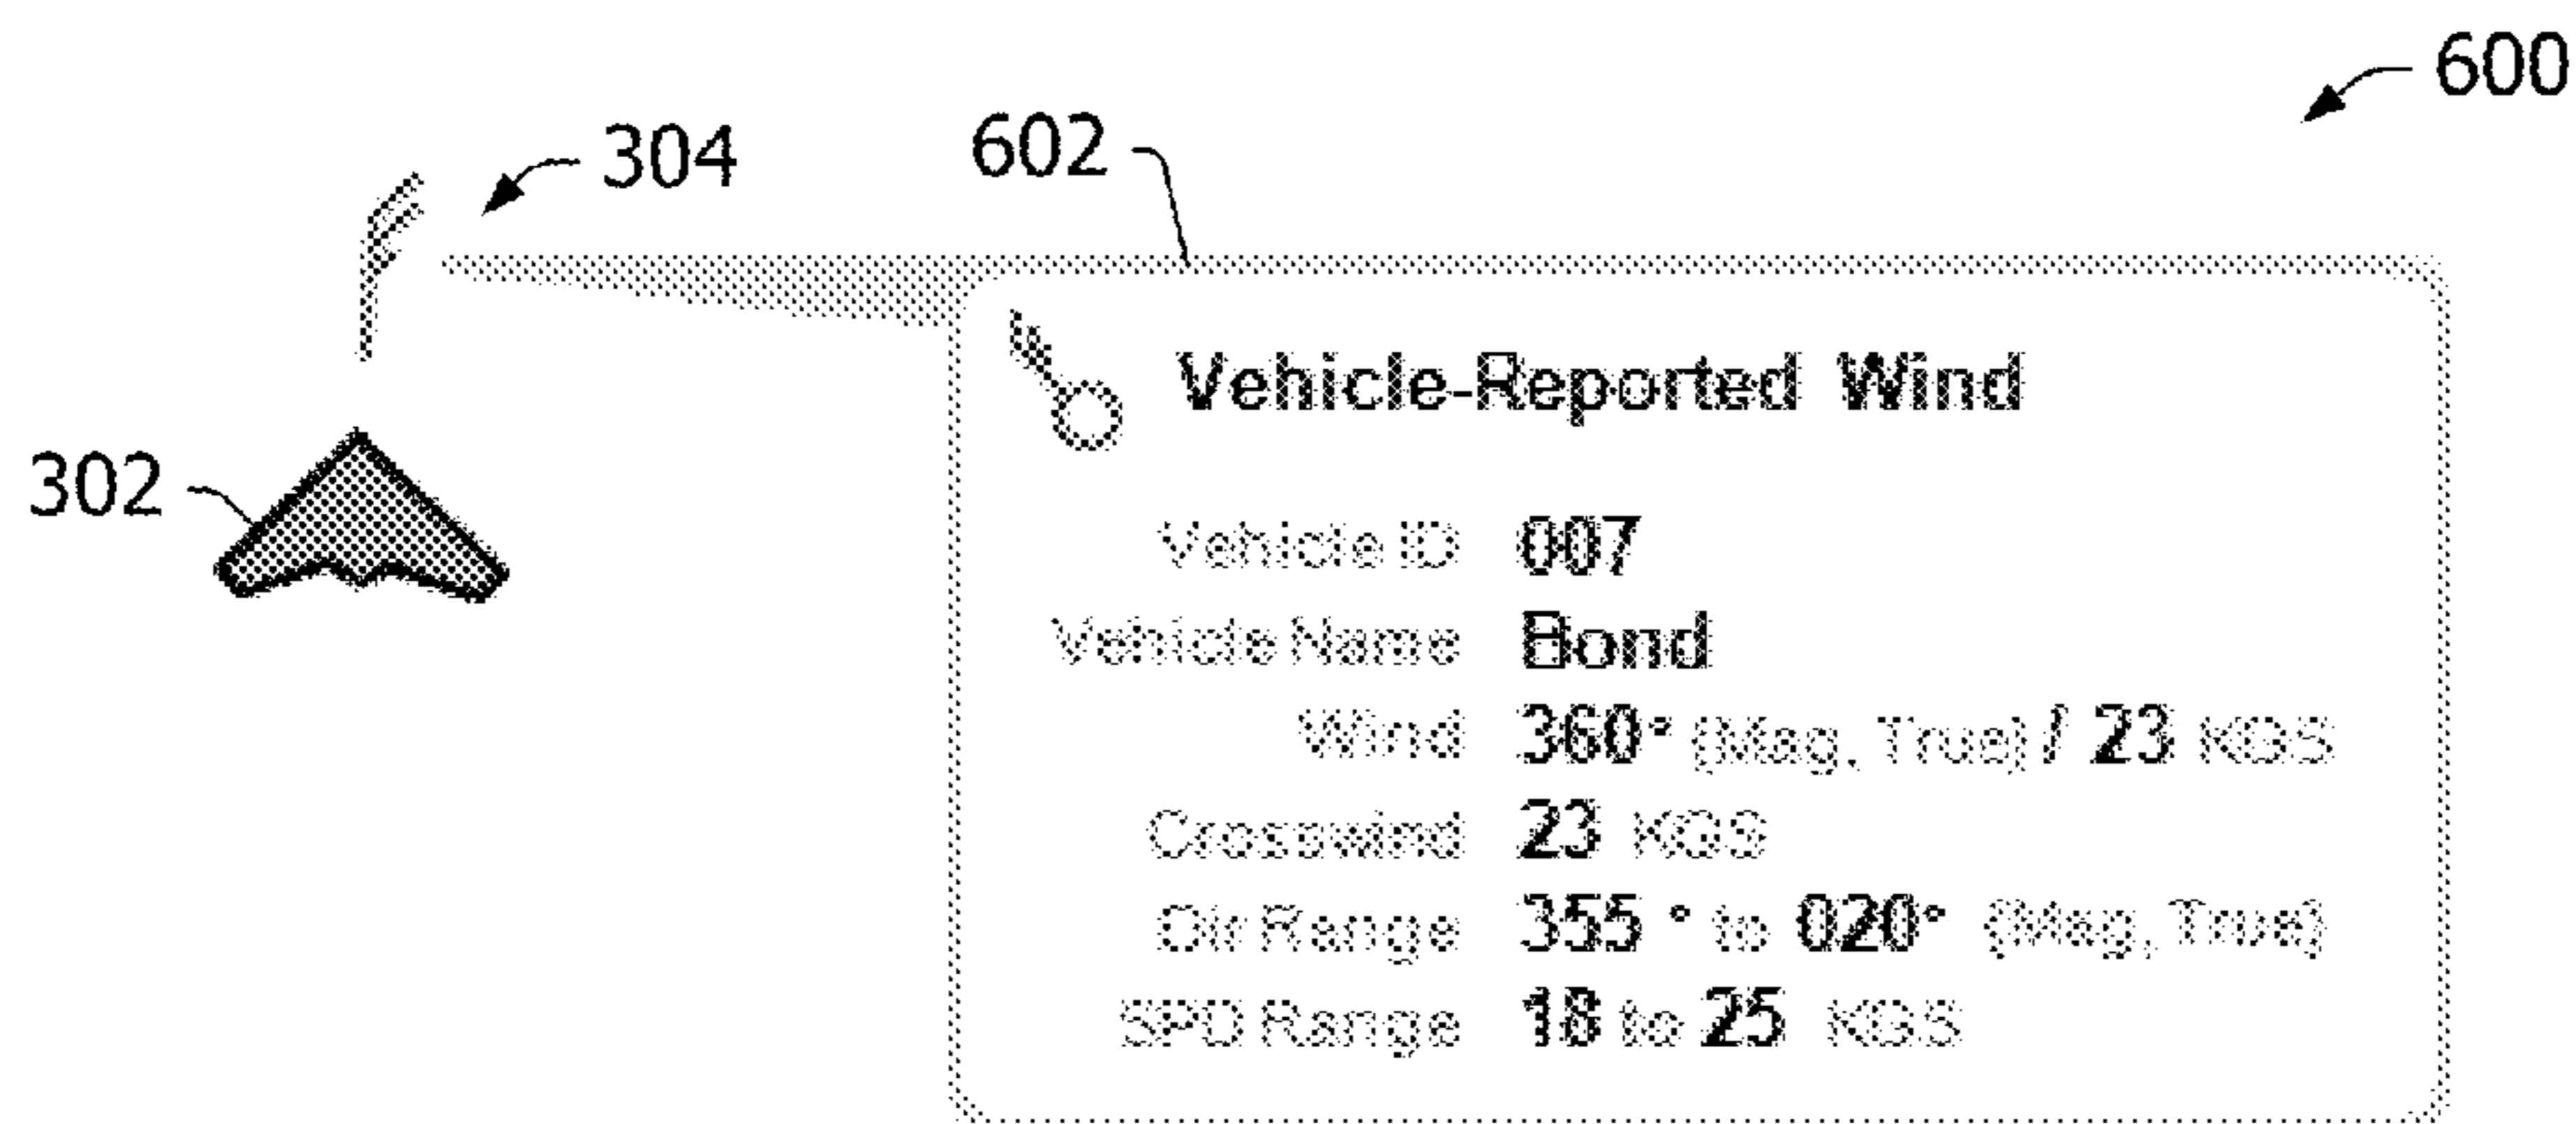 600
304
602
302
Vehicle-Reported Wind
Vehicle ID 007
Vehicle Name Bond
Wind 360° (Mag, True) / 23 KGS
Crosswind 23 KGS
Dir Range 355 ° to 020° (Mag, True)
SPD Range 18 to 25 KGS